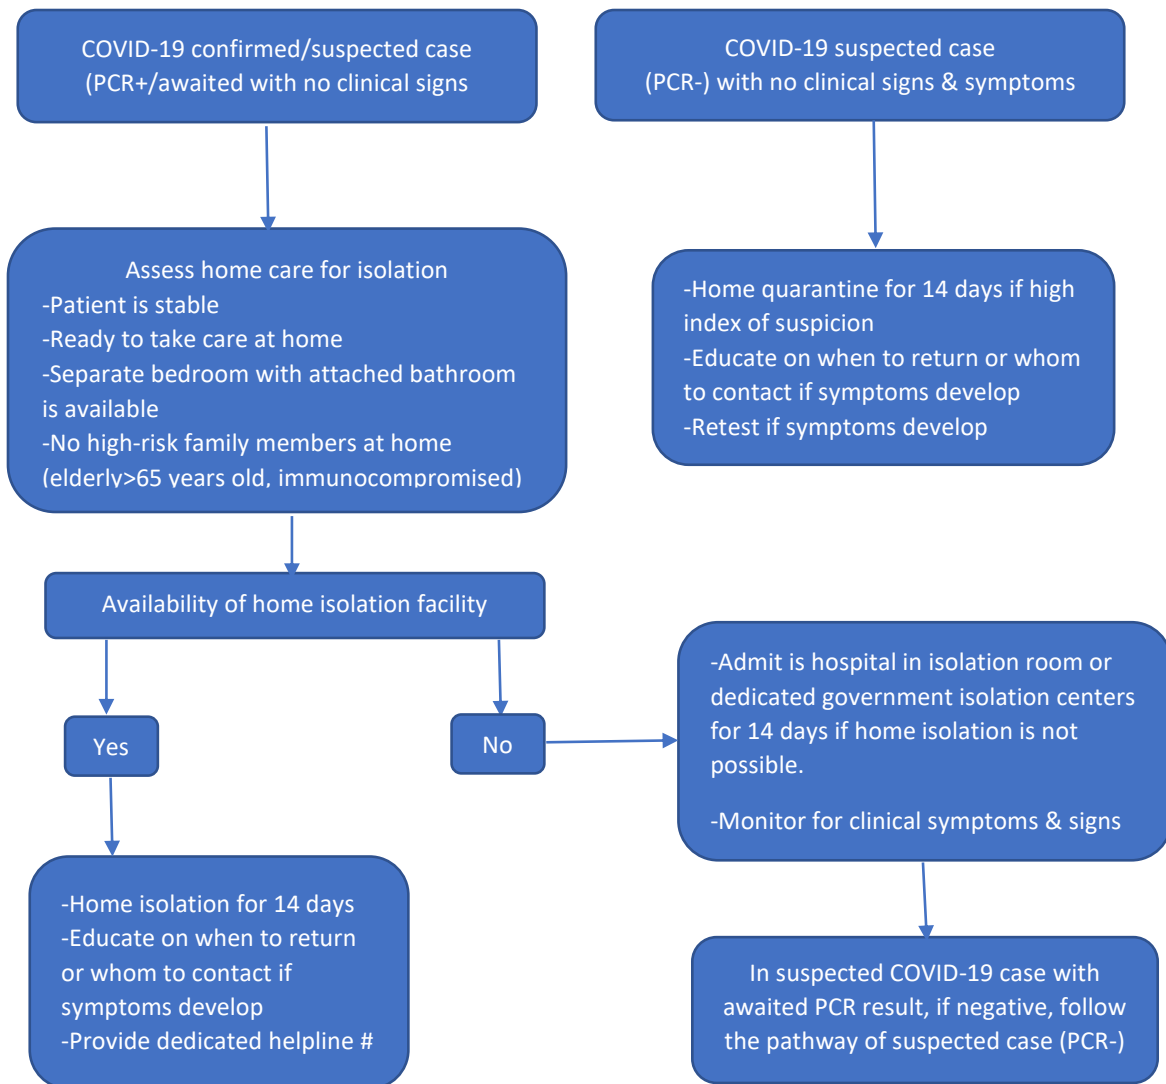 COVID-19 confirmed/suspected case
(PCR+/awaited with no clinical signs
COVID-19 suspected case
(PCR-) with no clinical signs & symptoms
Assess home care for isolation
-Patient is stable
-Ready to take care at home
-Separate bedroom with attached bathroom
is available
-No high-risk family members at home
(elderly>65 years old, immunocompromised)
-Home quarantine for 14 days if high
index of suspicion
-Educate on when to return or whom
to contact if symptoms develop
-Retest if symptoms develop
Availability of home isolation facility
Yes
No
-Admit is hospital in isolation room or
dedicated government isolation centers
for 14 days if home isolation is not
possible.
-Monitor for clinical symptoms & signs
-Home isolation for 14 days
-Educate on when to return
or whom to contact if
symptoms develop
-Provide dedicated helpline #
In suspected COVID-19 case with
awaited PCR result, if negative, follow
the pathway of suspected case (PCR-)